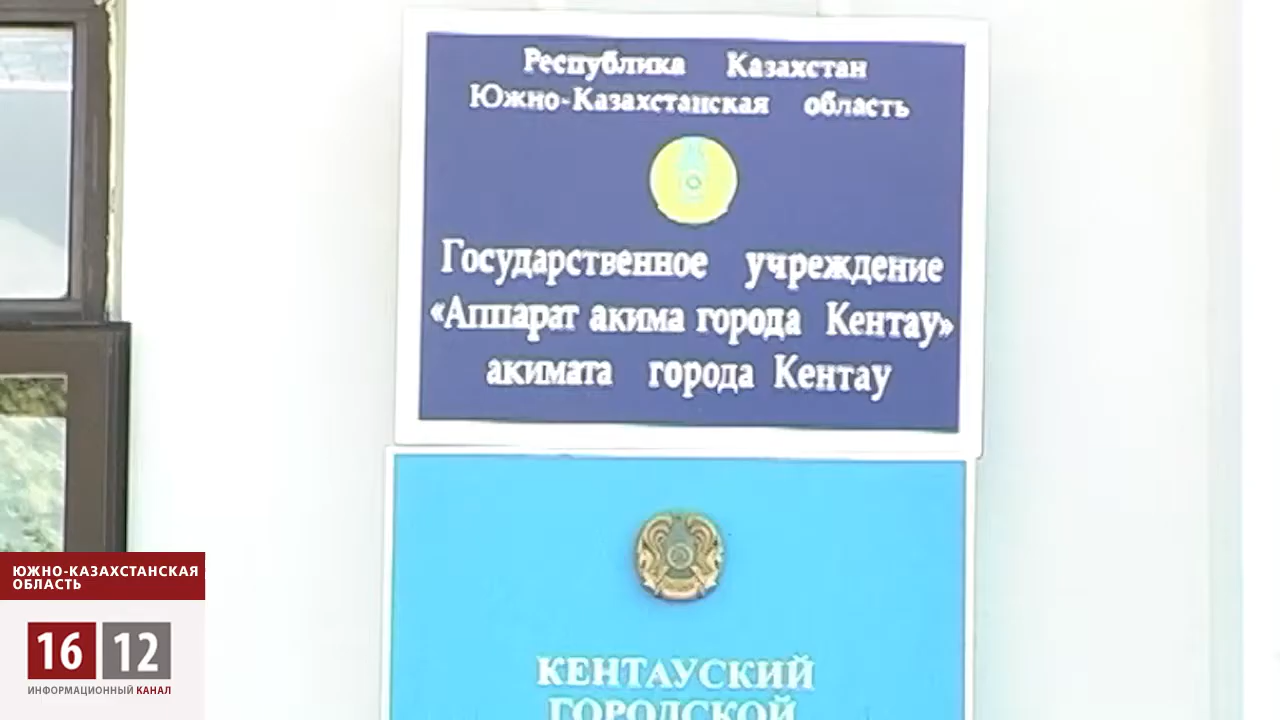 Республика Казахстан
Южно-Казахстанская область
Государственное учреждение
«Аппарат акима города Кентау»
акимата города Кентау
КЕНТАУСКИЙ
ГОРОДСКОЙ
ЮЖНО-КАЗАХСТАНСКАЯ
ОБЛАСТЬ
16 12
ИНФОРМАЦИОННЫЙ КАНАЛ